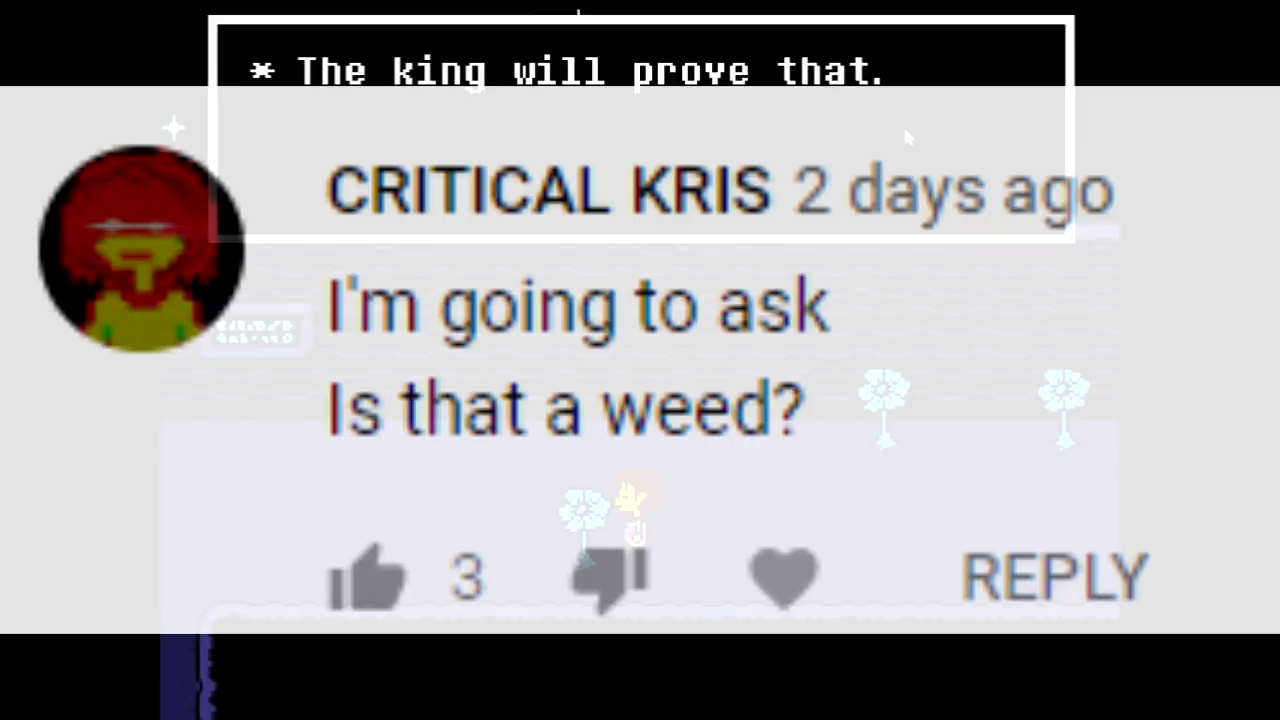 * The king will prove that.
CRITICAL KRIS 2 days ago
I'm going to ask
Is that a weed?
3 REPLY